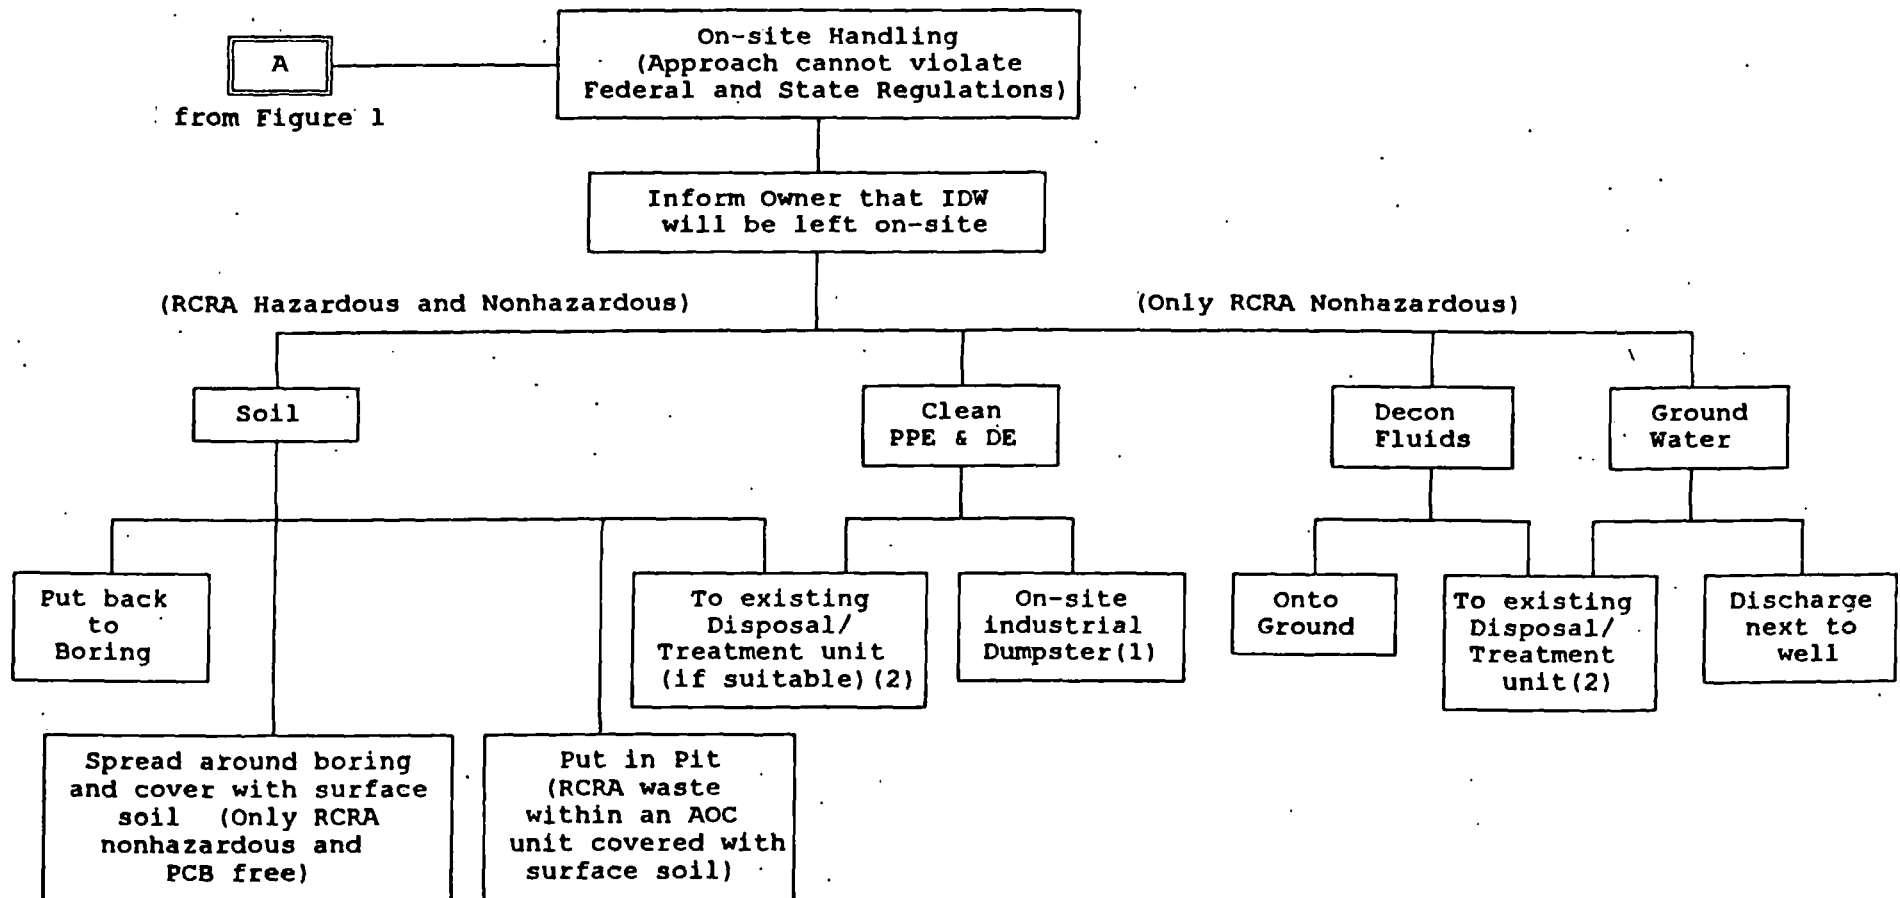 A
from Figure 1
On-site Handling
(Approach cannot violate
Federal and State Regulations)
Inform Owner that IDW
will be left on-site
(RCRA Hazardous and Nonhazardous)
(Only RCRA Nonhazardous)
Soil
Clean
PPE & DE
Decon
Fluids
Ground
Water
Put back
to
Boring
To existing
Disposal/
Treatment unit
(if suitable)(2)
On-site
industrial
Dumpster(1)
Onto
Ground
To existing
Disposal/
Treatment
unit(2)
Discharge
next to
well
Spread around boring
and cover with surface
soil (Only RCRA
nonhazardous and
PCB free)
Put in Pit
(RCRA waste
within an AOC
unit covered with
surface soil)